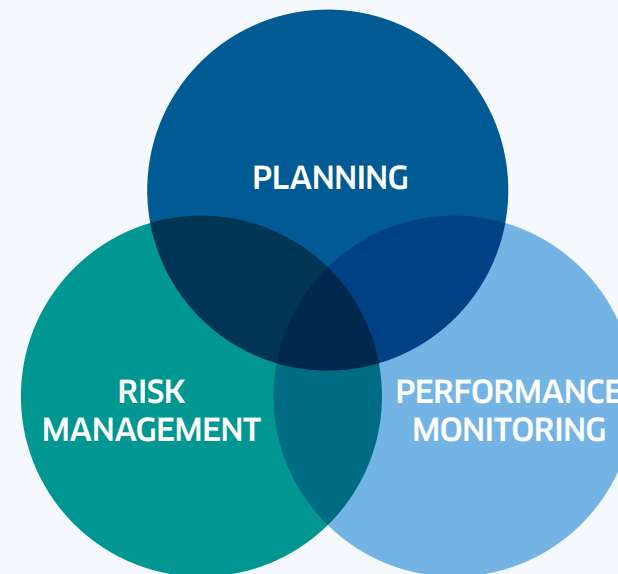 PLANNING
RISK
MANAGEMENT
PERFORMANCE
MONITORING